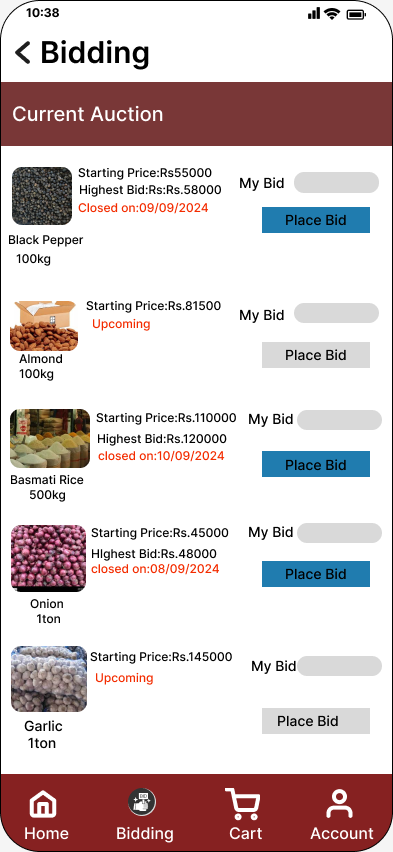 10:38
Bidding
Current Auction
Starting Price:Rs55000
Highest Bid:Rs:Rs.58000
Closed on:09/09/2024
My Bid
Place Bid
Black Pepper
100kg
Starting Price:Rs.81500
Upcoming
My Bid
Place Bid
Almond
100kg
Starting Price:Rs.110000
Highest Bid:Rs.120000
closed on:10/09/2024
My Bid
Place Bid
Basmati Rice
500kg
Starting Price:Rs.45000
HIghest Bid:Rs.48000
closed on:08/09/2024
My Bid
Place Bid
Onion
1ton
Starting Price:Rs.145000
Upcoming
My Bid
Place Bid
Garlic
1ton
Home
Bidding
Cart
Account